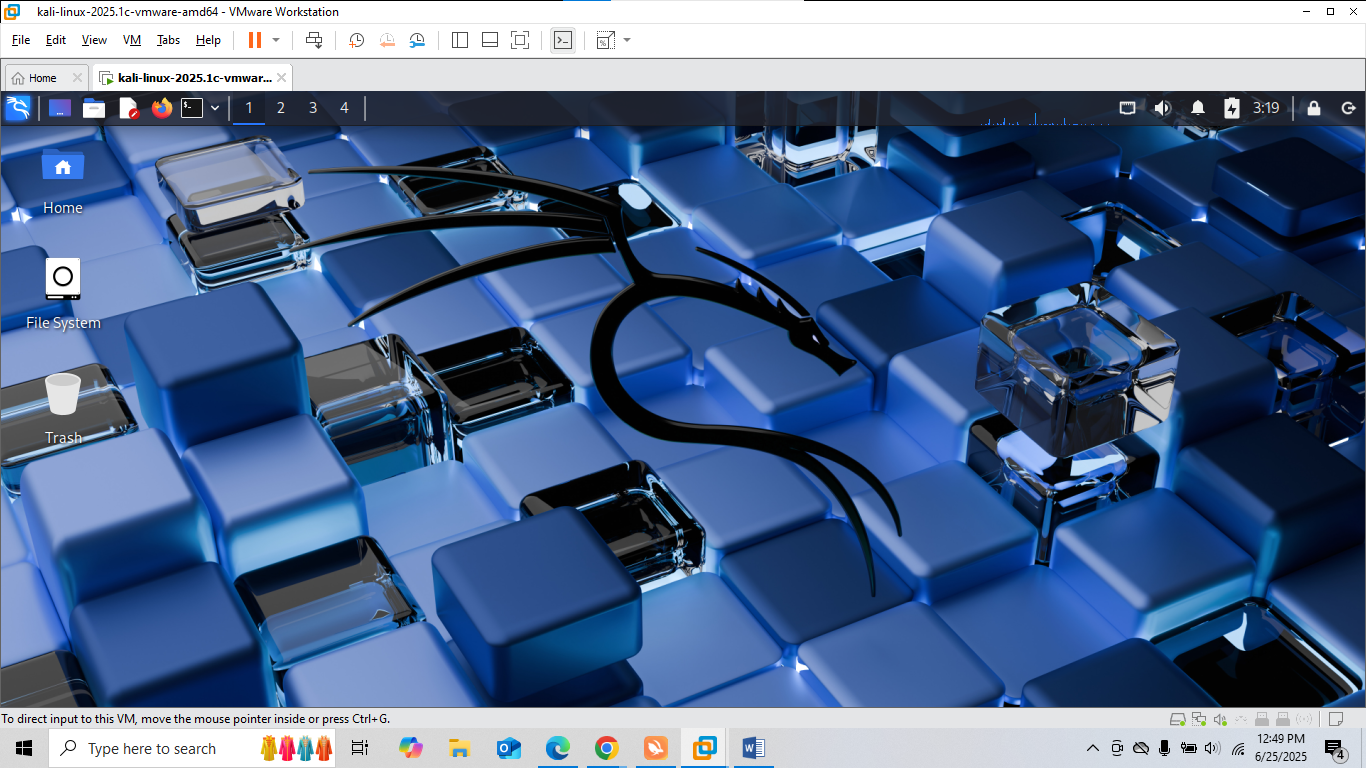 kali-linux-2025.1c-vmware-amd64 - VMware Workstation
File Edit View VM Tabs Help
Home kali-linux-2025.1c-vmwar...
1 2 3 4 3:19
Home
File System
Trash
To direct input to this VM, move the mouse pointer inside or press Ctrl+G.
Type here to search
12:49 PM
6/25/2025
4